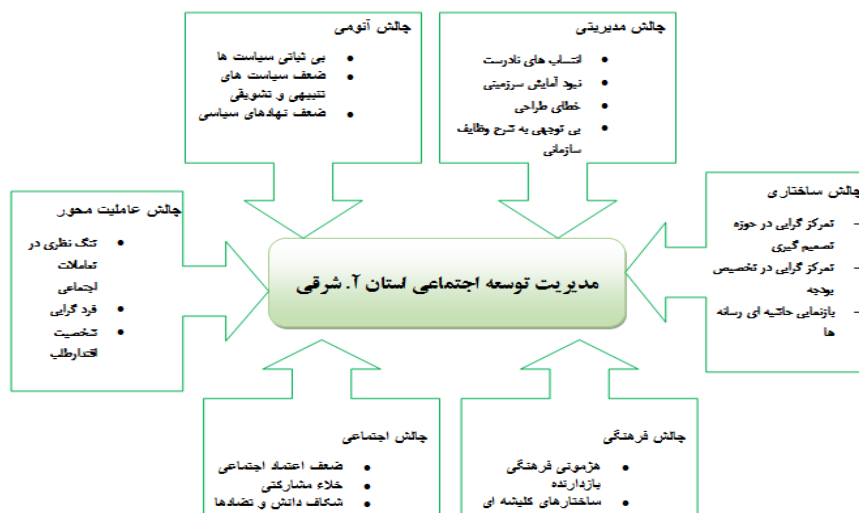 چالش مدیریتی
انتساب های نادرست
نبود آمایش سرزمینی
خطای طراحی
بی توجهی به شرح وظایف
سازمانی
چالش آنومی
بی ثباتی سیاست ها
ضعف سیاست های
تنبیهی و تشویقی
ضعف نهادهای سیاسی
چالش ساختاری
تمرکز گرایی در حوزه
تصمیم گیری
تمرکز گرایی در تخصیص
بودجه
بازنمایی حاشیه ای رسانه
ها
مدیریت توسعه اجتماعی استان آ. شرقی
چالش عاملیت محور
تنگ نظری در
تعاملات
اجتماعی
فرد گرایی
شخصیت
اقتدارطلب
چالش فرهنگی
هژمونی فرهنگی
بازدارنده
ساختارهای کلیشه ای
چالش اجتماعی
ضعف اعتماد اجتماعی
خلاء مشارکتی
شکاف دانش و تضادها